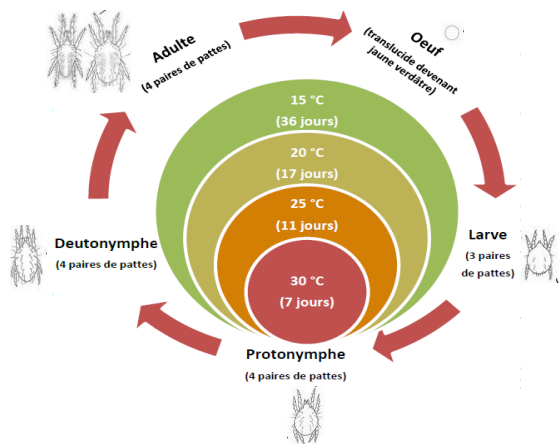 Adulte
(4 paires de pattes)
Oeuf
(translucide devenant
jaune verdâtre)
15 °C
(36 jours)
20 °C
(17 jours)
25 °C
(11 jours)
30 °C
(7 jours)
Deutonymphe
(4 paires de pattes)
Larve
(3 paires
de pattes)
Protonymphe
(4 paires de pattes)